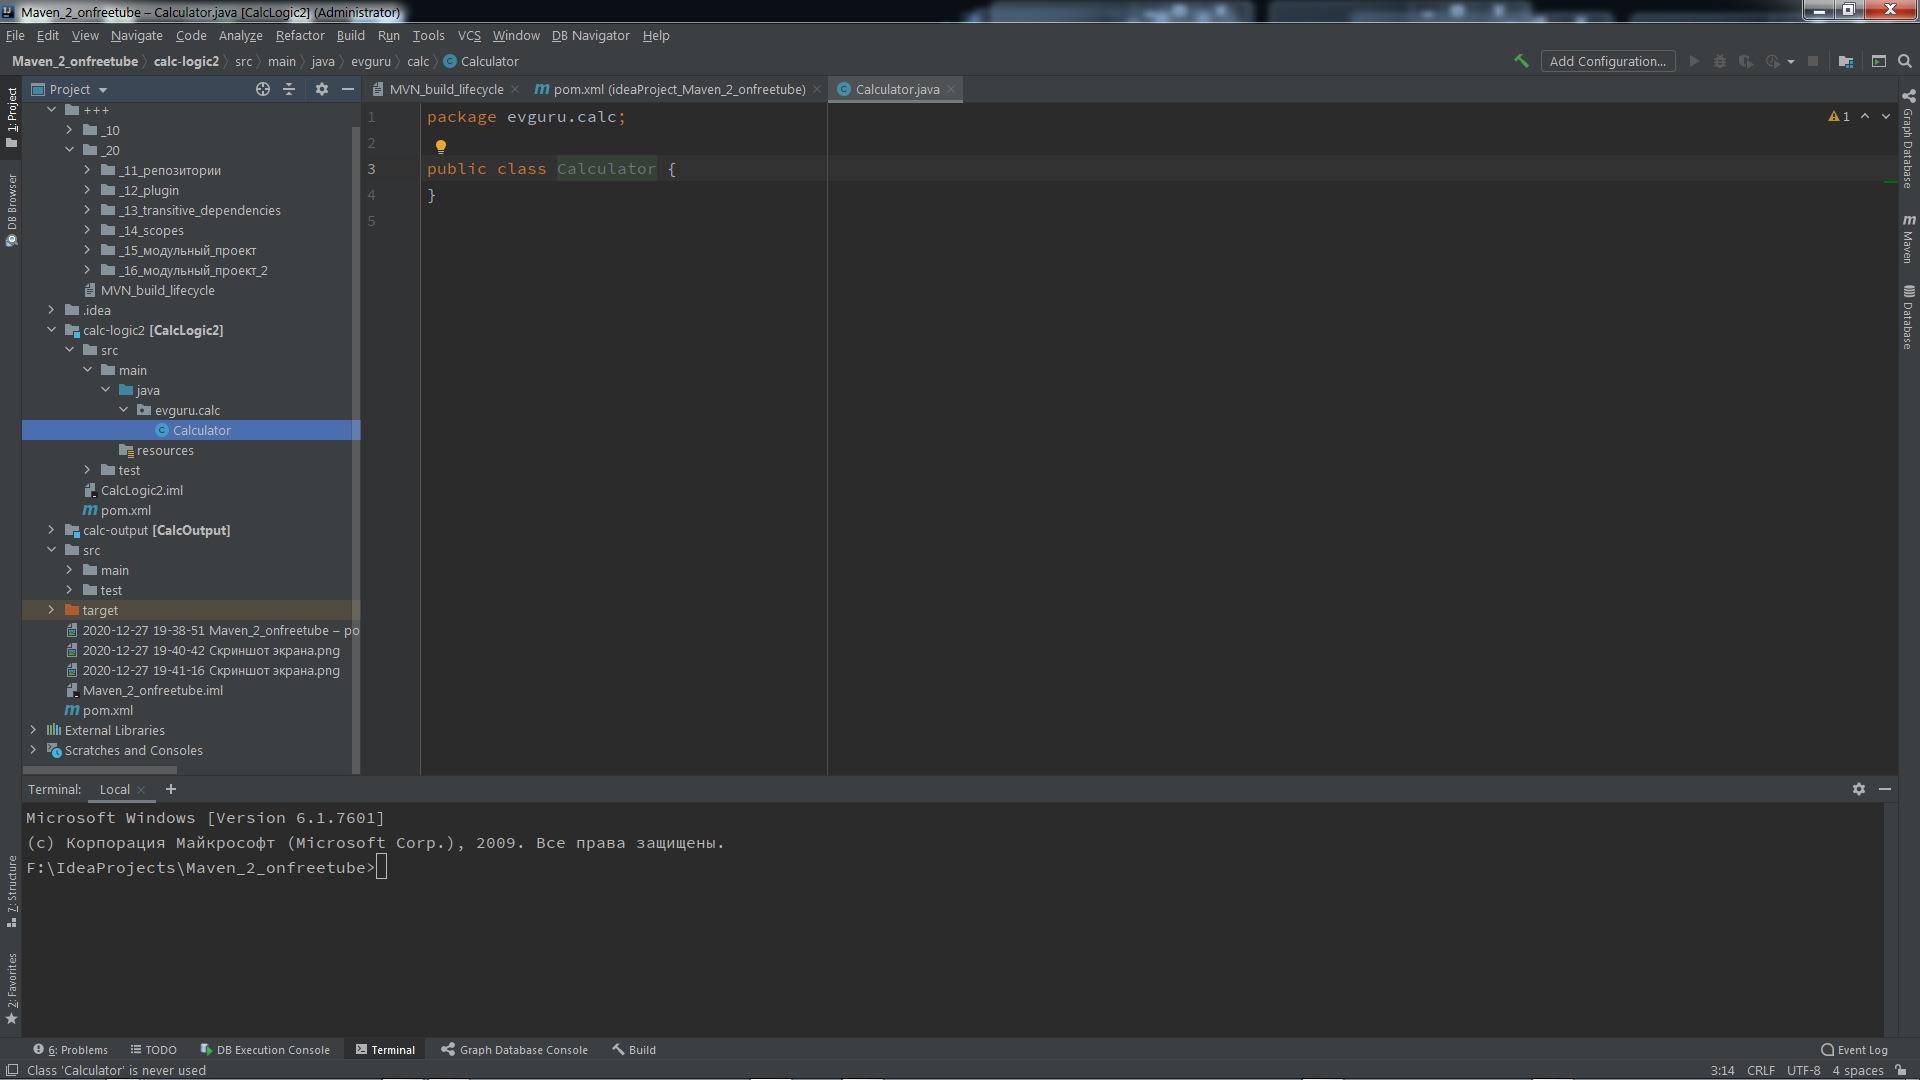 Maven_2_onfreetube – Calculator.java [CalcLogic2] (Administrator)
File Edit View Navigate Code Analyze Refactor Build Run Tools VCS Window DB Navigator Help
Maven_2_onfreetube calc-logic2 src main java evguru calc Calculator
Add Configuration...
Project
MVN_build_lifecycle
pom.xml (ideaProject_Maven_2_onfreetube)
Calculator.java
1: Project
DB Browser
7: Structure
2: Favorites
+++
_10
_20
_11_репозитории
_12_plugin
_13_transitive_dependencies
_14_scopes
_15_модульный_проект
_16_модульный_проект_2
MVN_build_lifecycle
.idea
calc-logic2 [CalcLogic2]
src
main
java
evguru.calc
Calculator
resources
test
CalcLogic2.iml
pom.xml
calc-output [CalcOutput]
src
main
test
target
2020-12-27 19-38-51 Maven_2_onfreetube – po
2020-12-27 19-40-42 Скриншот экрана.png
2020-12-27 19-41-16 Скриншот экрана.png
Maven_2_onfreetube.iml
pom.xml
External Libraries
Scratches and Consoles
1 package evguru.calc;
2
3 public class Calculator {
4 }
5
1
Graph Database
Maven
Database
Terminal: Local +
Microsoft Windows [Version 6.1.7601]
(c) Корпорация Майкрософт (Microsoft Corp.), 2009. Все права защищены.
F:\IdeaProjects\Maven_2_onfreetube>
6: Problems TODO DB Execution Console Terminal Graph Database Console Build Event Log
Class 'Calculator' is never used 3:14 CRLF UTF-8 4 spaces